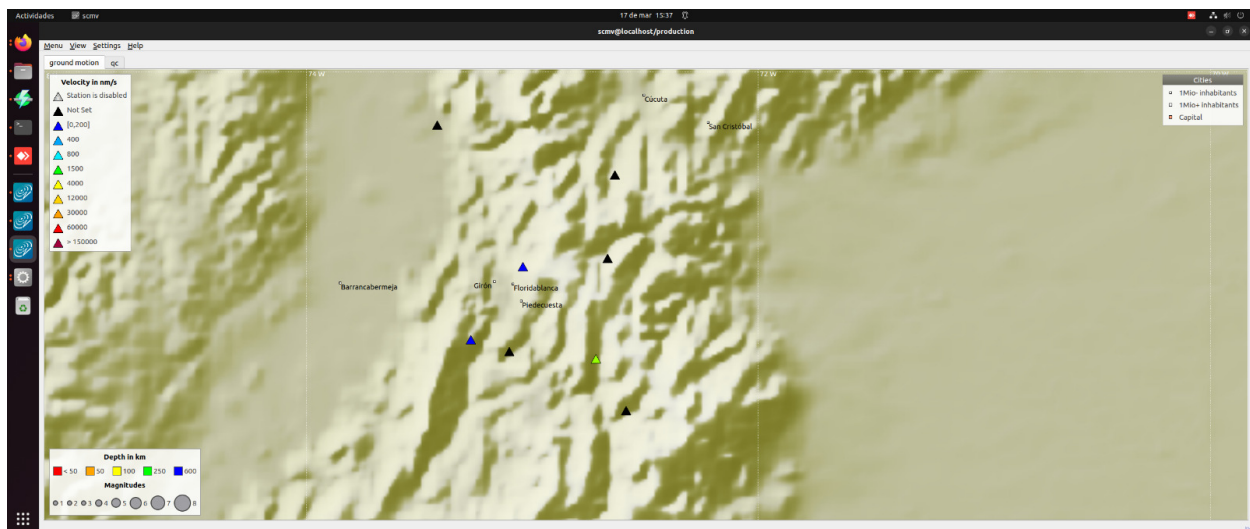 Actividades
scmv
17 de mar 15:37
scmv@localhost/production
Menu View Settings Help
ground motion qc
74 W
72 W
Velocity in nm/s
Station is disabled
Not Set
[0,200]
400
800
1500
4000
12000
30000
60000
> 150000
Cities
1Mio- inhabitants
1Mio+ inhabitants
Capital
Cúcuta
San Cristóbal
Barrancabermeja
Girón
Floridablanca
Piedecuesta
Depth in km
< 50 50 100 250 600
Magnitudes
1 2 3 4 5 6 7 8